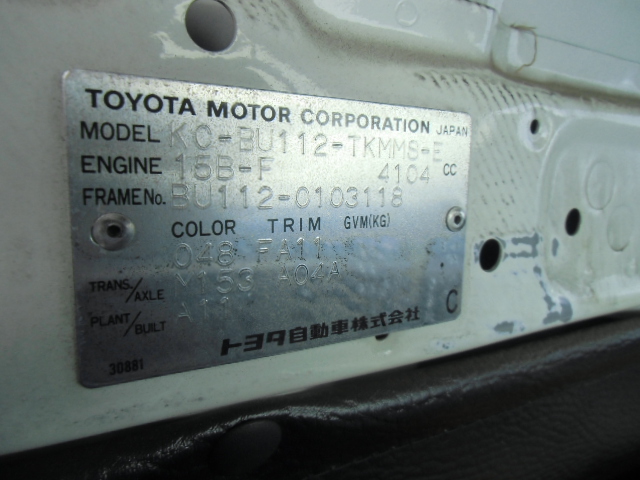 TOYOTA MOTOR CORPORATION JAPAN
MODEL KC-BU112-TKMMS-E
ENGINE 15B-F 4104 CC
FRAME No. BU112-0103118
COLOR TRIM GVM(KG)
048 FA11
TRANS./AXLE M153 A04A
PLANT/BUILT A11
C
トヨタ自動車株式会社
30881